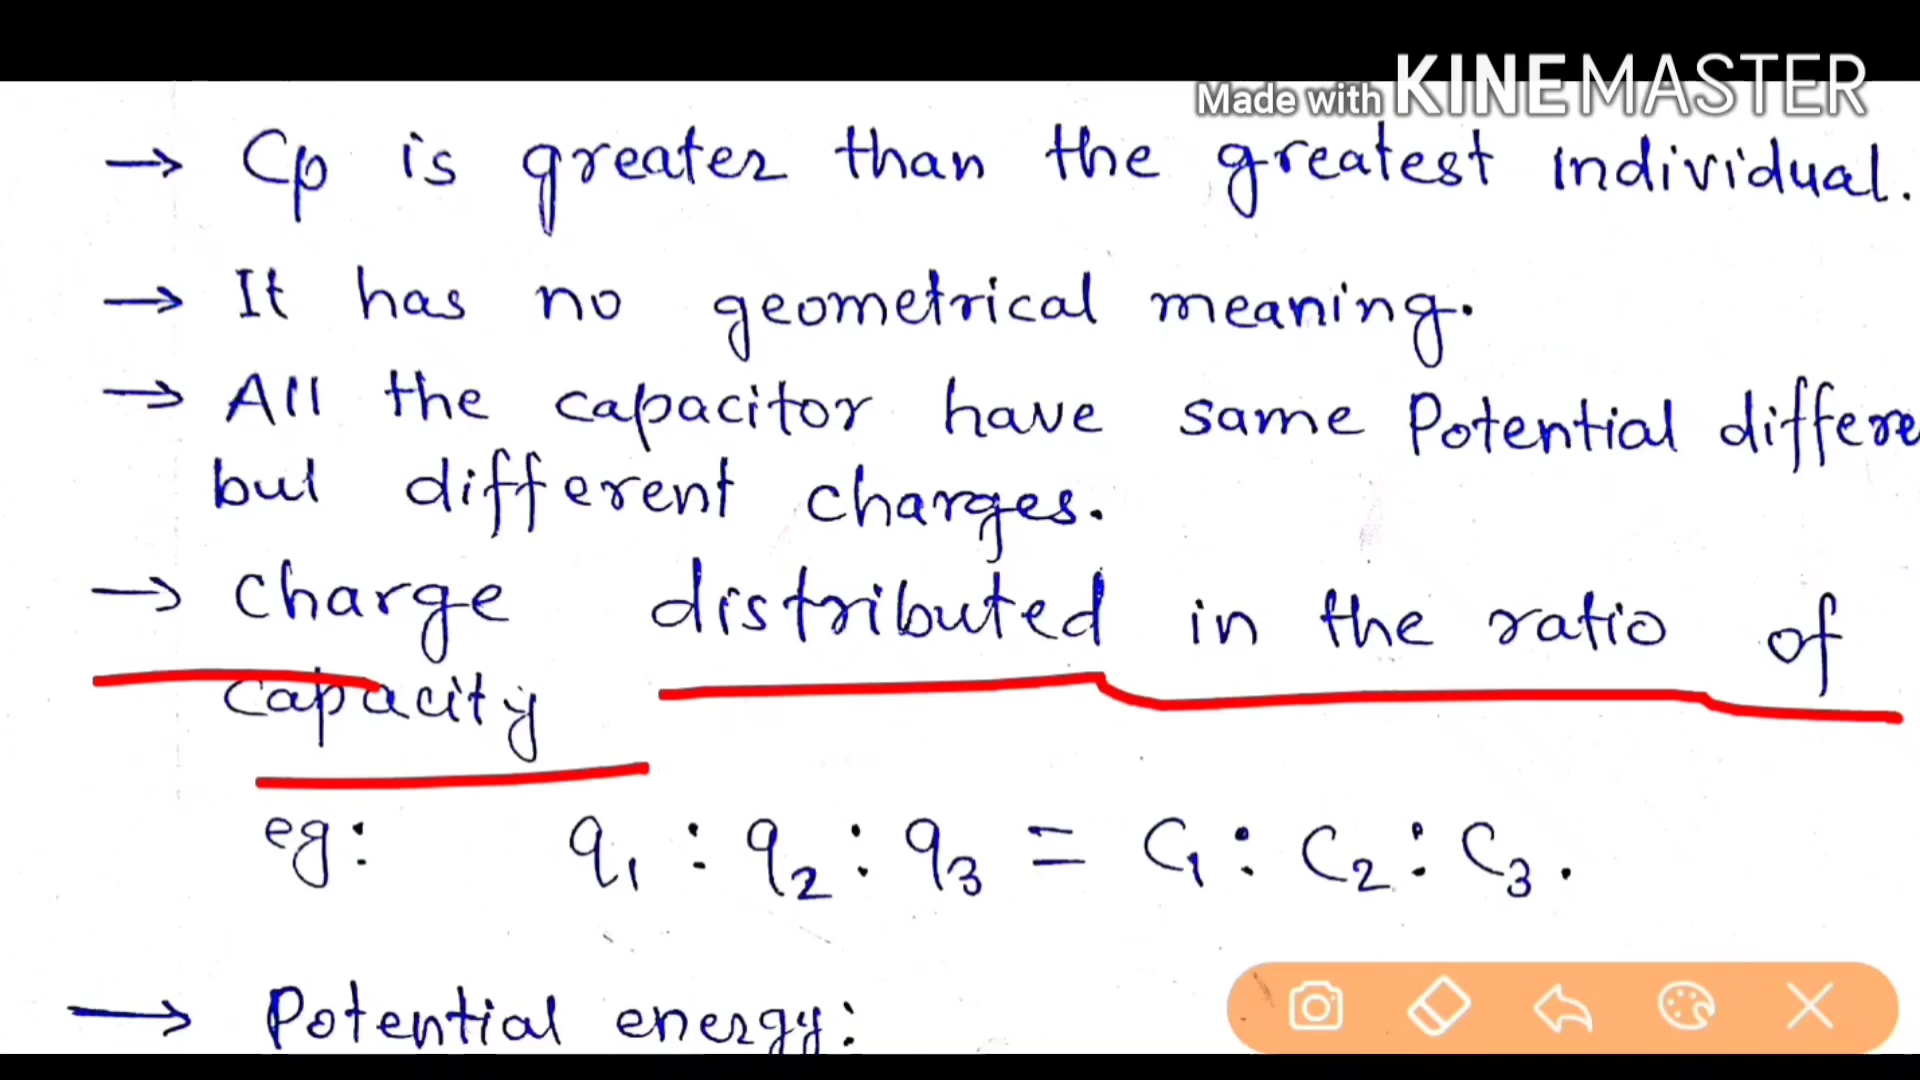 Made with KINEMASTER
→ Cp is greater than the greatest individual.
→ It has no geometrical meaning.
→ All the capacitor have same Potential differe
but different charges.
→ Charge distributed in the ratio of
capacity
eg: q₁ : q₂ : q₃ = C₁ : C₂ : C₃.
→ Potential energy: